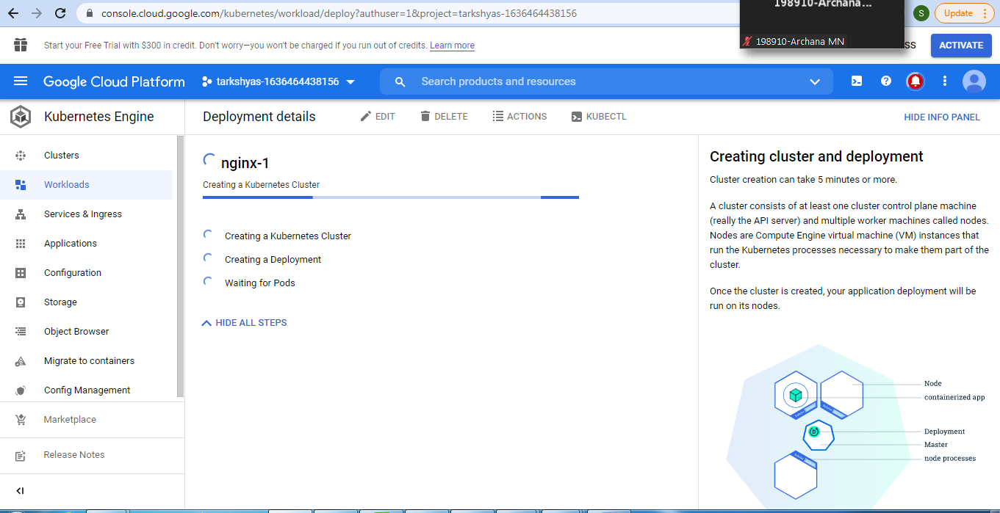 console.cloud.google.com/kubernetes/workload/deploy?authuser=1&project=tarkshyas-1636464438156
198910-Archana...
S
Update
Start your Free Trial with $300 in credit. Don't worry—you won't be charged if you run out of credits. Learn more
198910-Archana MN
SS
ACTIVATE
Google Cloud Platform
tarkshyas-1636464438156
Search products and resources
Kubernetes Engine
Deployment details
EDIT
DELETE
ACTIONS
KUBECTL
HIDE INFO PANEL
Clusters
Workloads
Services & Ingress
Applications
Configuration
Storage
Object Browser
Migrate to containers
Config Management
Marketplace
Release Notes
nginx-1
Creating a Kubernetes Cluster
Creating a Kubernetes Cluster
Creating a Deployment
Waiting for Pods
HIDE ALL STEPS
Creating cluster and deployment
Cluster creation can take 5 minutes or more.
A cluster consists of at least one cluster control plane machine
(really the API server) and multiple worker machines called nodes.
Nodes are Compute Engine virtual machine (VM) instances that
run the Kubernetes processes necessary to make them part of the
cluster.
Once the cluster is created, your application deployment will be
run on its nodes.
Node
containerized app
Deployment
Master
node processes